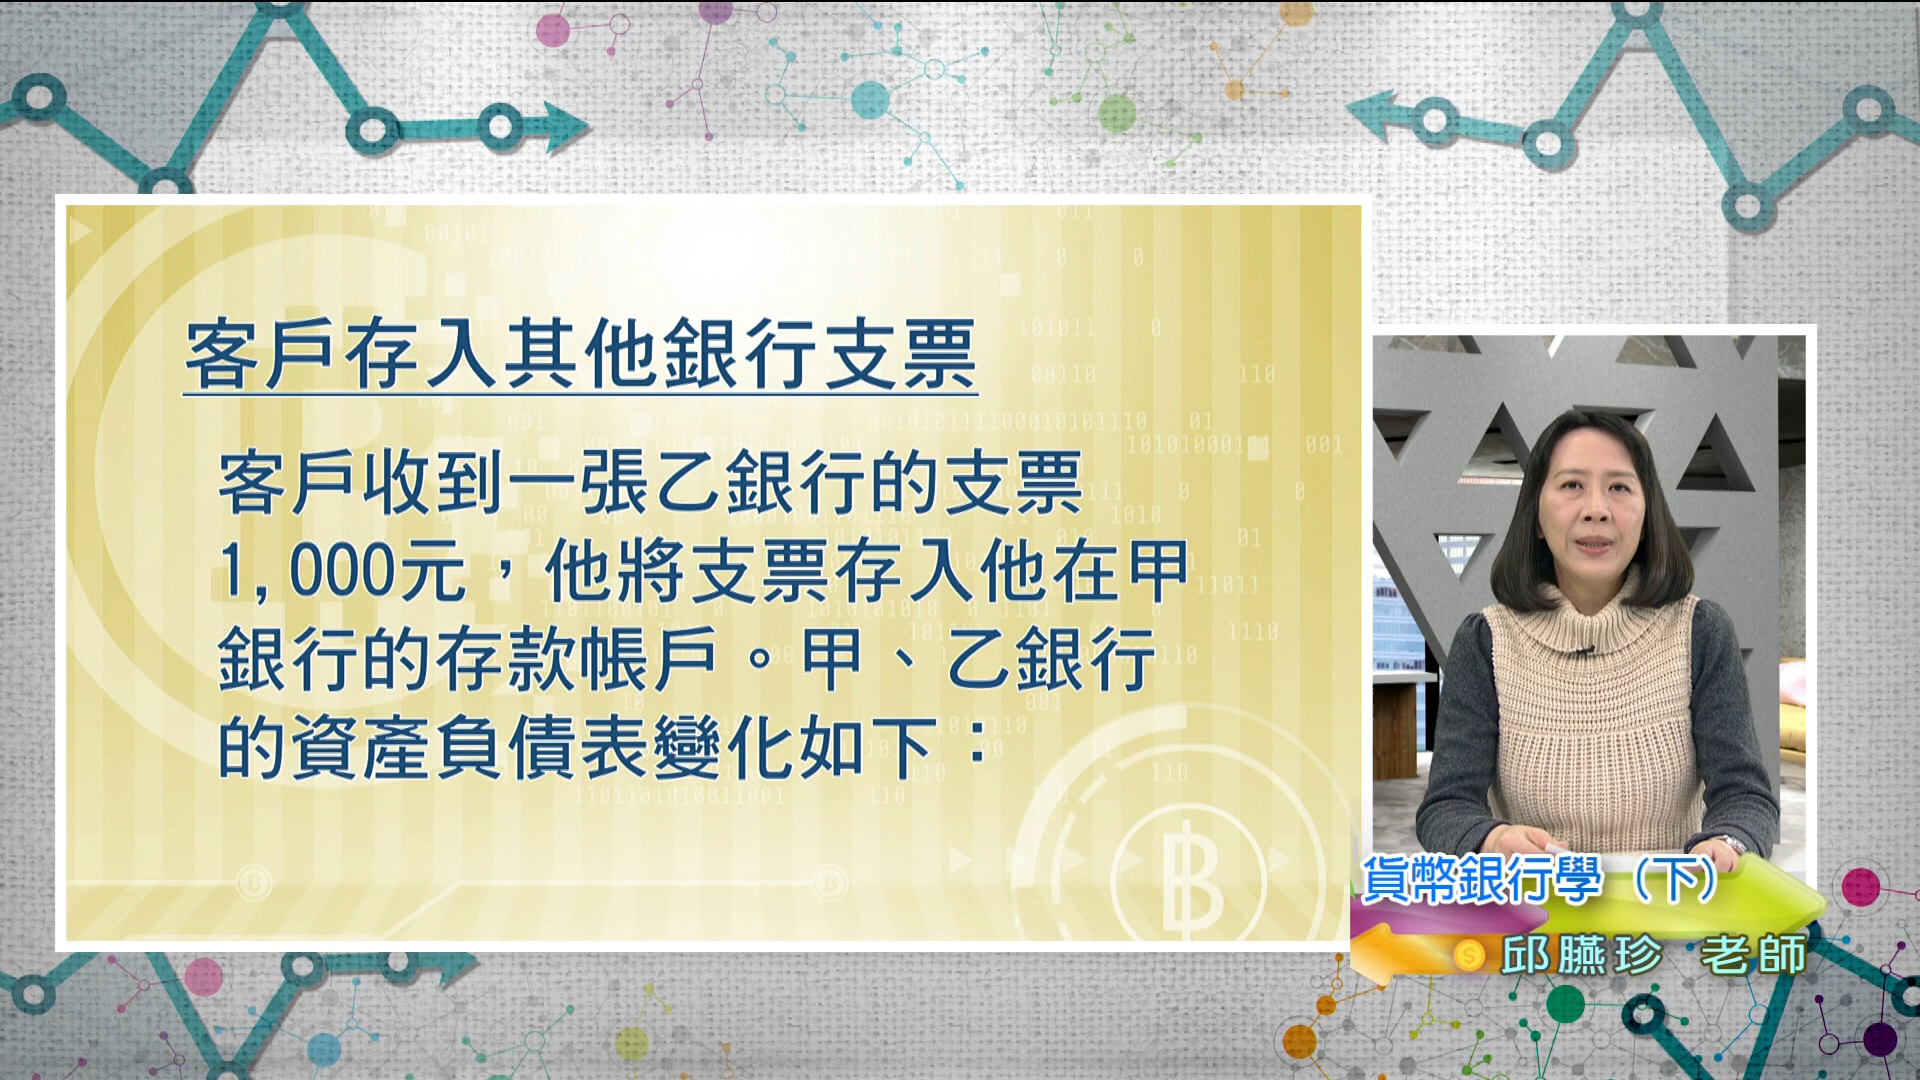 客戶存入其他銀行支票
客戶收到一張乙銀行的支票
1,000元，他將支票存入他在甲
銀行的存款帳戶。甲、乙銀行
的資產負債表變化如下：
貨幣銀行學（下）
邱臙珍 老師